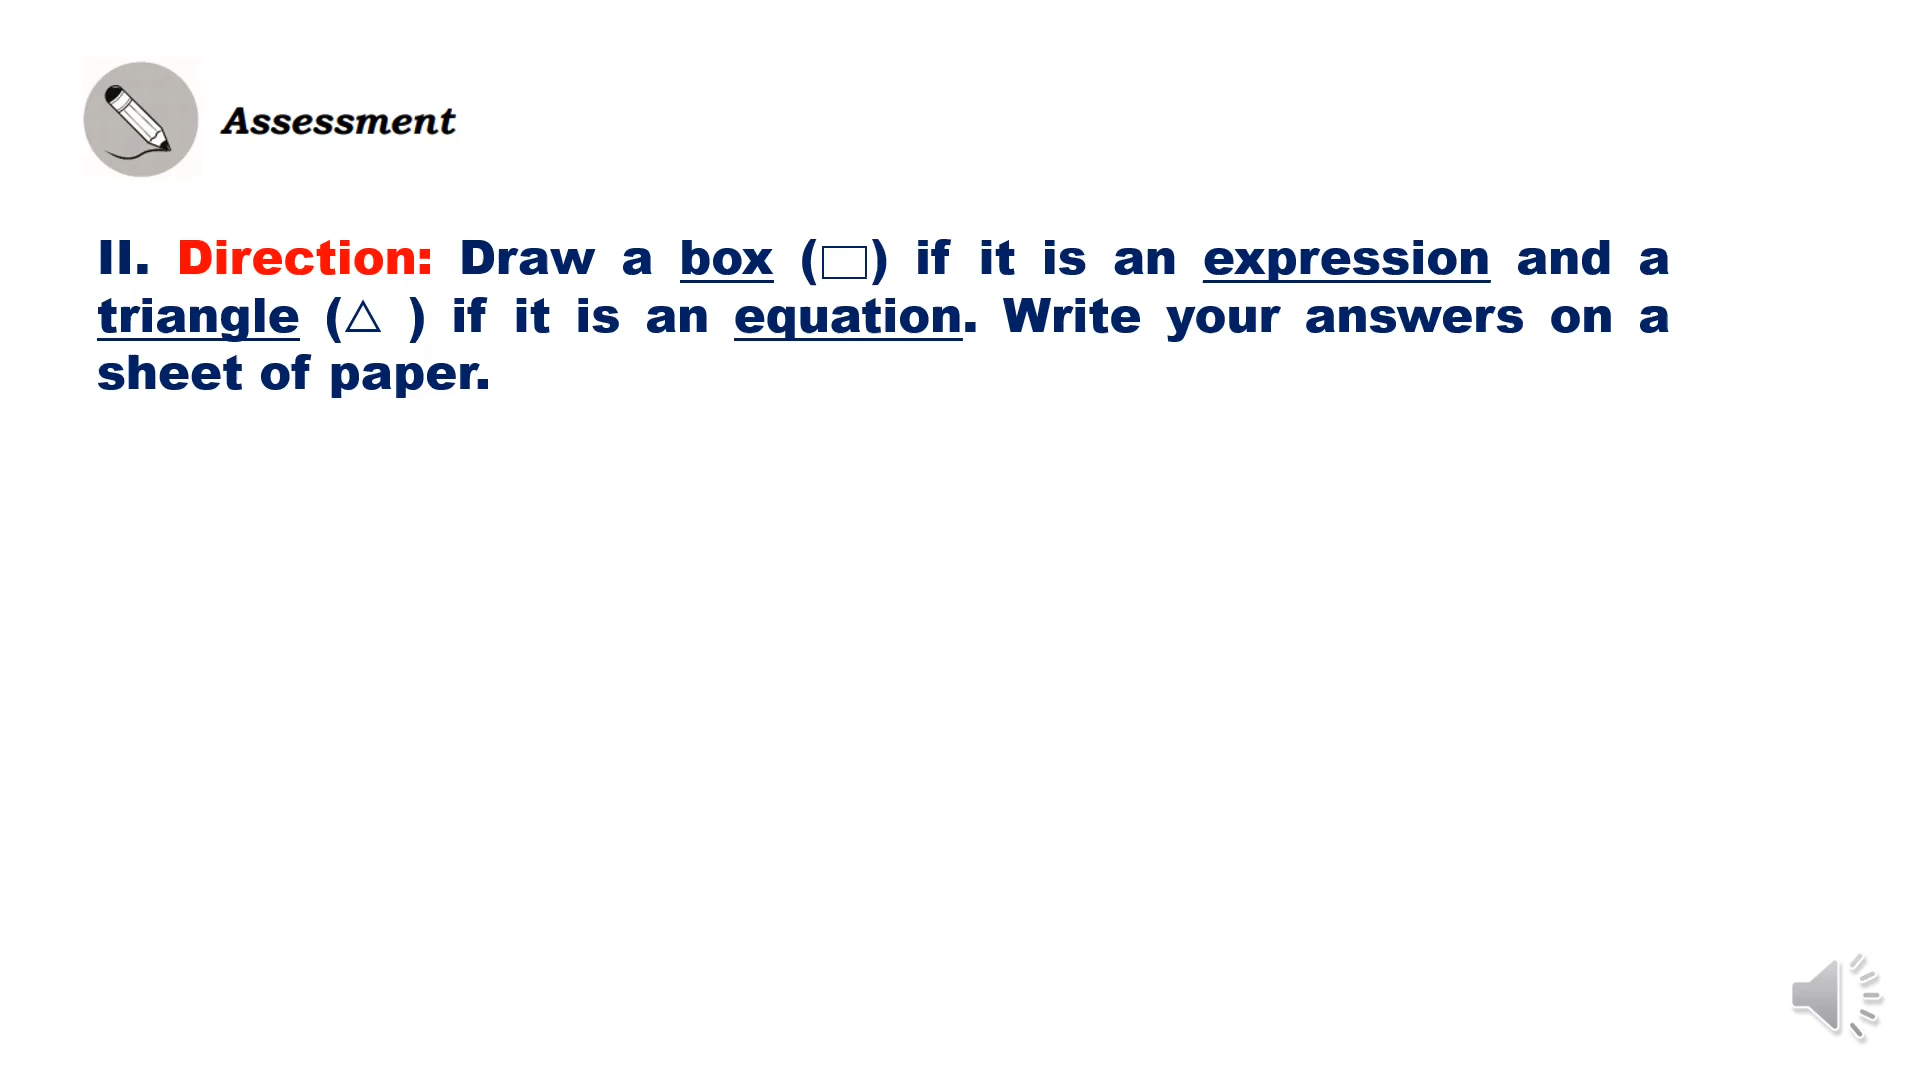 Assessment
II. Direction: Draw a box (□) if it is an expression and a
triangle (△ ) if it is an equation. Write your answers on a
sheet of paper.